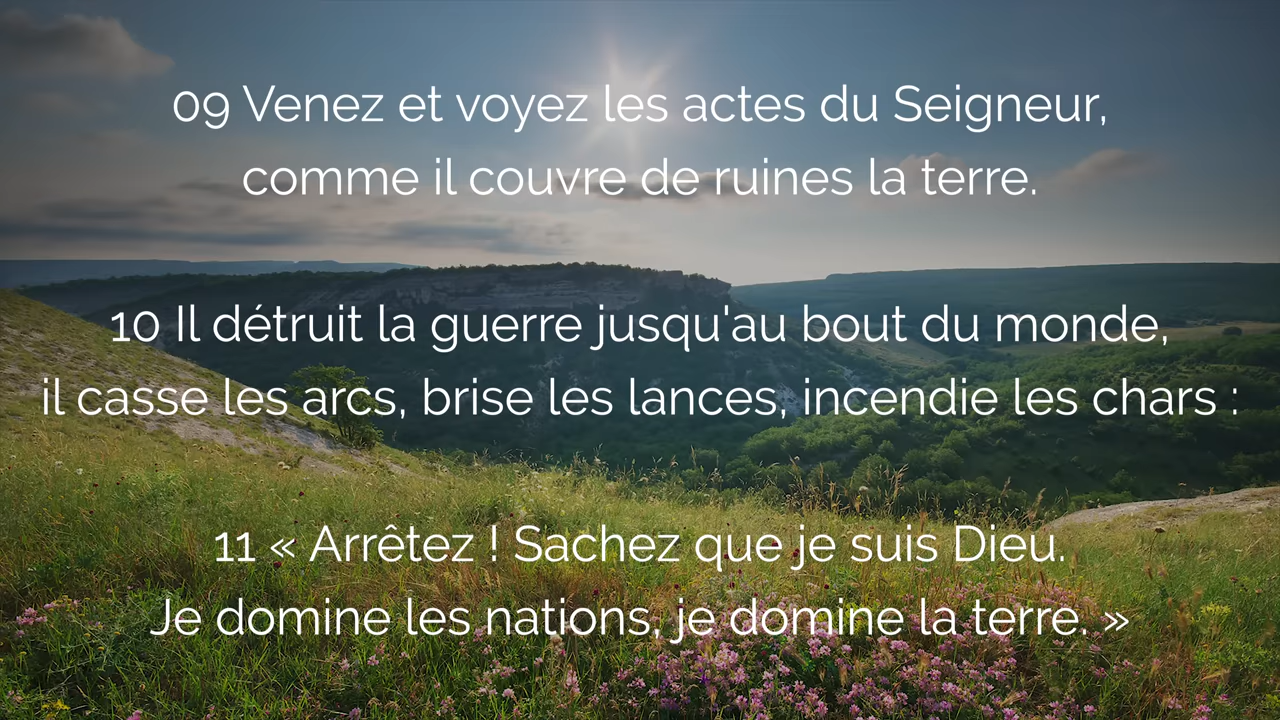 09 Venez et voyez les actes du Seigneur,
comme il couvre de ruines la terre.
10 Il détruit la guerre jusqu'au bout du monde,
il casse les arcs, brise les lances, incendie les chars :
11 « Arrêtez ! Sachez que je suis Dieu.
Je domine les nations, je domine la terre. »